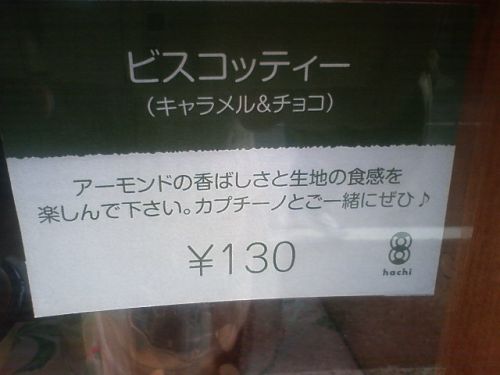 ビスコッティー
(キャラメル&チョコ)
アーモンドの香ばしさと生地の食感を
楽しんで下さい。カプチーノとご一緒にぜひ♪
¥130
hachi